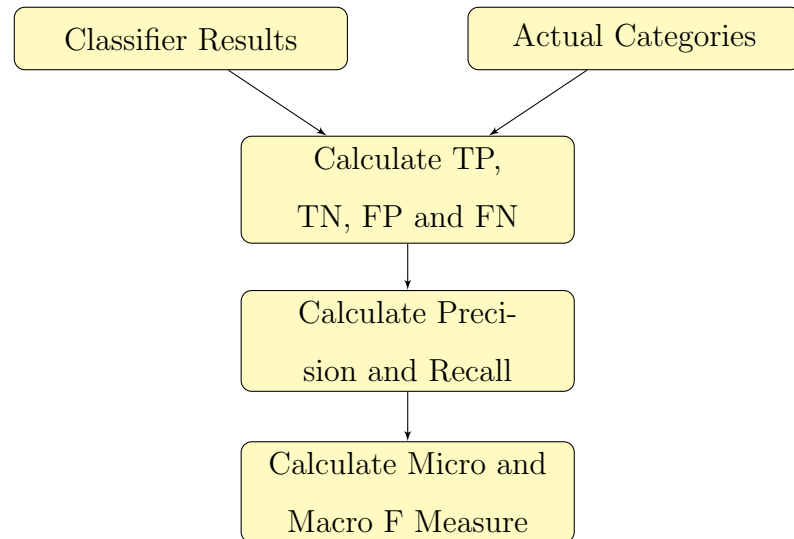 Classifier Results
Actual Categories
Calculate TP,
TN, FP and FN
Calculate Preci-
sion and Recall
Calculate Micro and
Macro F Measure